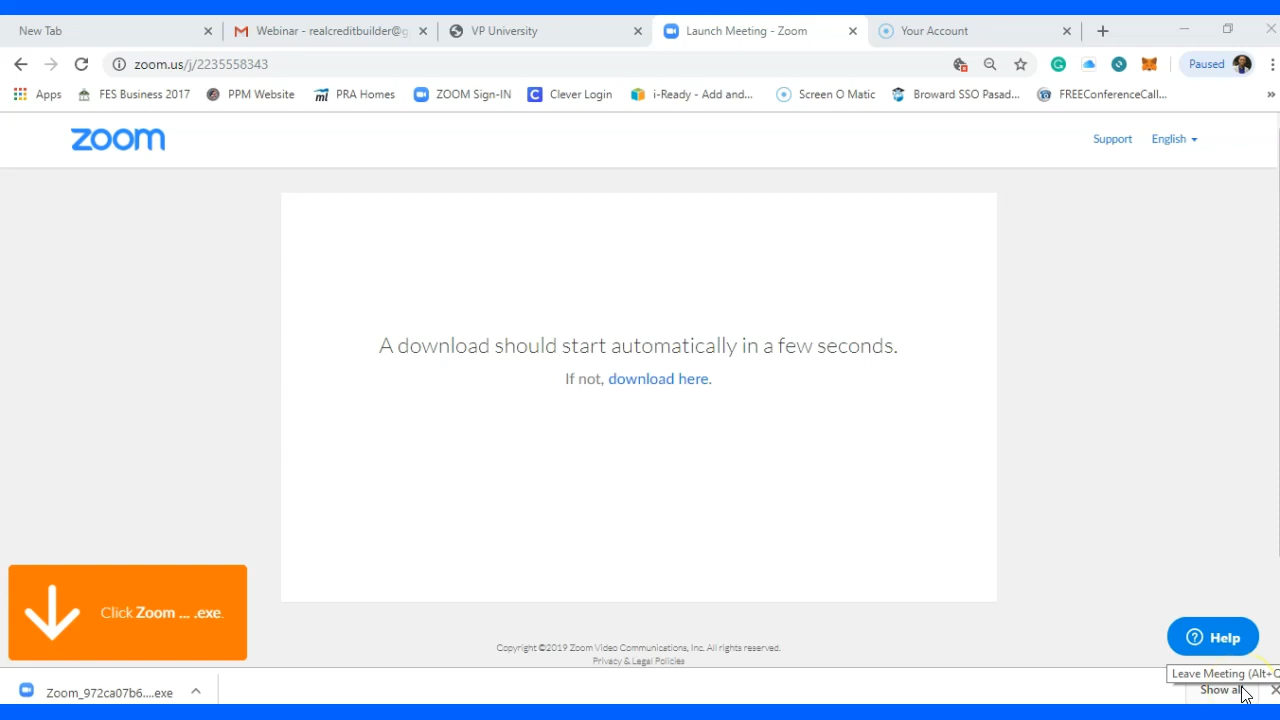 New Tab
Webinar - realcreditbuilder@g
VP University
Launch Meeting - Zoom
Your Account
zoom.us/j/2235558343
Paused
Apps
FES Business 2017
PPM Website
PRA Homes
ZOOM Sign-IN
Clever Login
i-Ready - Add and...
Screen O Matic
Broward SSO Pasad...
FREEConferenceCall...
»
zoom
Support
English
A download should start automatically in a few seconds.
If not, download here.
Click Zoom ... .exe.
Help
Copyright ©2019 Zoom Video Communications, Inc. All rights reserved.
Privacy & Legal Policies
Leave Meeting (Alt+Q
Zoom_972ca07b6....exe
Show all